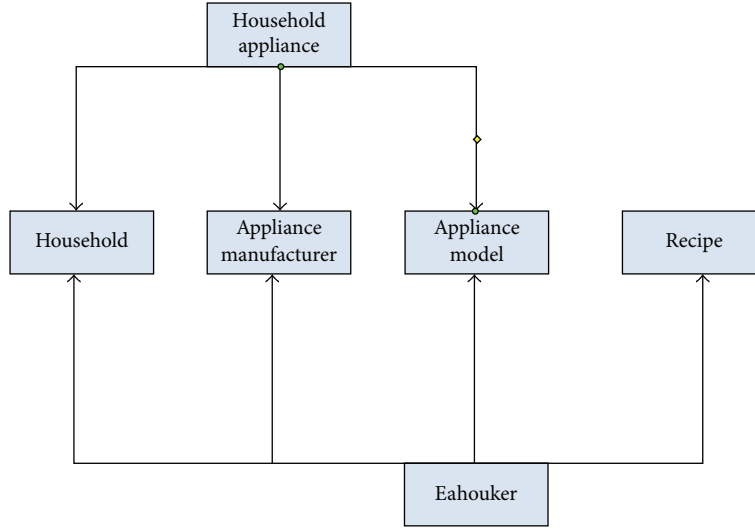 Household
appliance
Household
Appliance
manufacturer
Appliance
model
Recipe
Eahouker